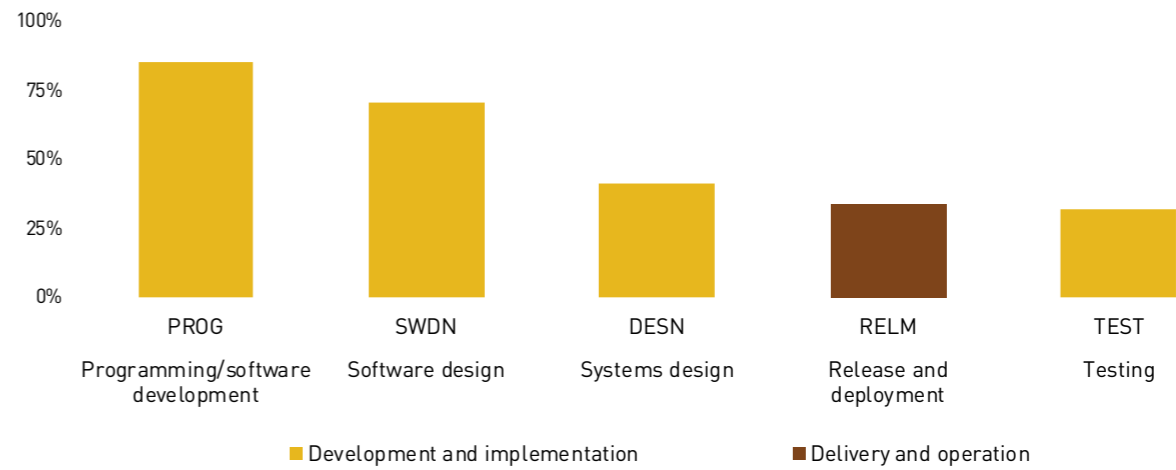 100%
75%
50%
25%
0%
PROG SWDN DESN RELM TEST
Programming/software development Software design Systems design Release and deployment Testing
Development and implementation Delivery and operation